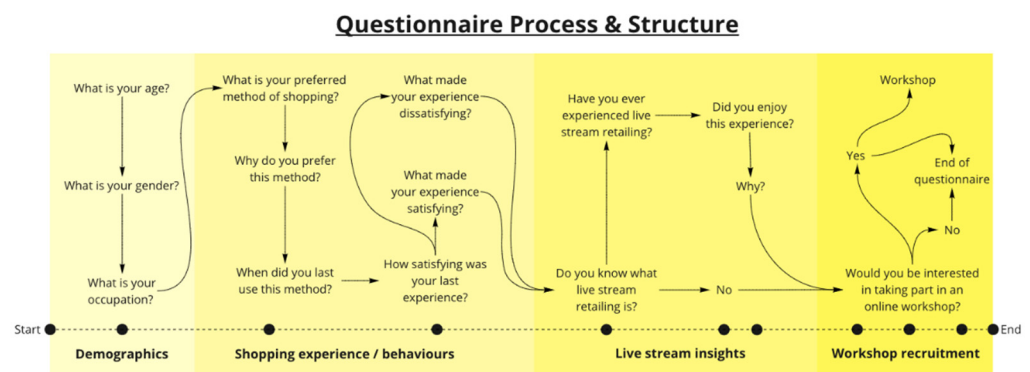 Questionnaire Process & Structure
What is your age?
What is your gender?
What is your
occupation?
What is your preferred
method of shopping?
Why do you prefer
this method?
When did you last
use this method?
What made
your experience
dissatisfying?
What made
your experience
satisfying?
How satisfying was
your last
experience?
Have you ever
experienced live
stream retailing?
Did you enjoy
this experience?
Why?
Do you know what
live stream
retailing is?
No
Workshop
Yes
End of
questionnaire
No
Would you be interested
in taking part in an
online workshop?
Start
End
Demographics
Shopping experience / behaviours
Live stream insights
Workshop recruitment